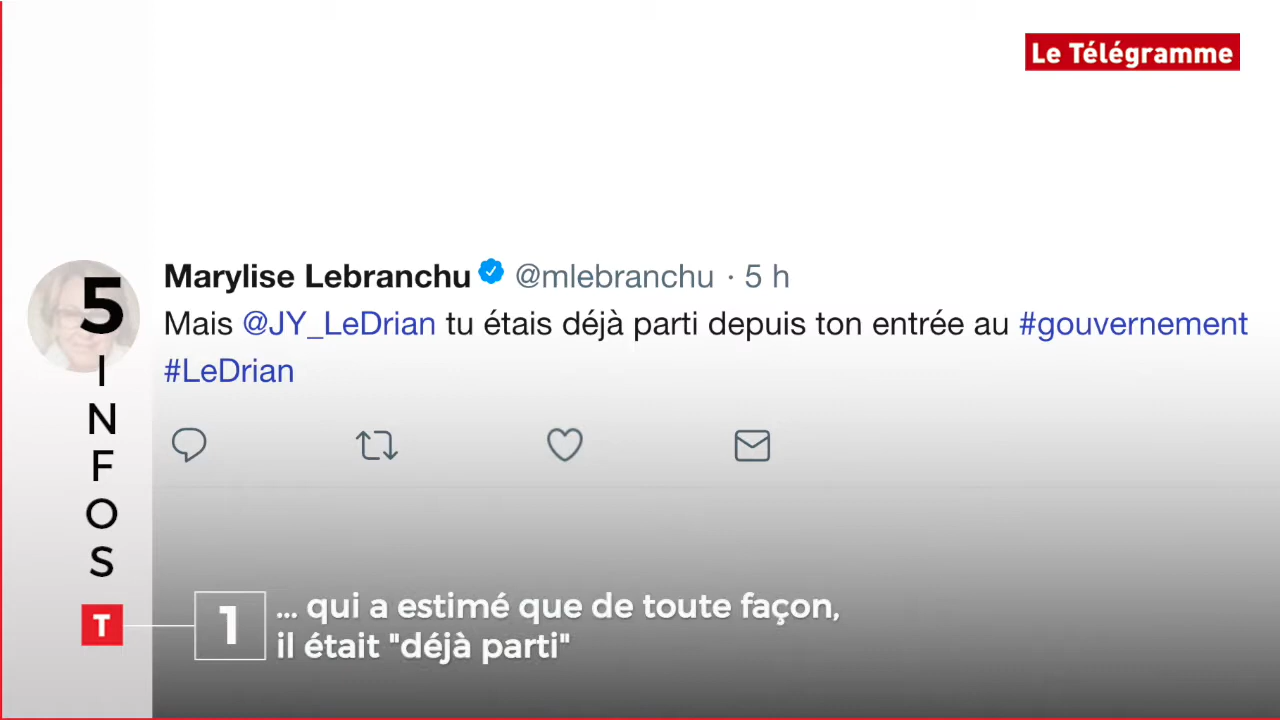 Le Télégramme
Marylise Lebranchu @mlebranchu · 5 h
Mais @JY_LeDrian tu étais déjà parti depuis ton entrée au #gouvernement
#LeDrian
5
I
N
F
O
S
T
1
... qui a estimé que de toute façon,
il était "déjà parti"